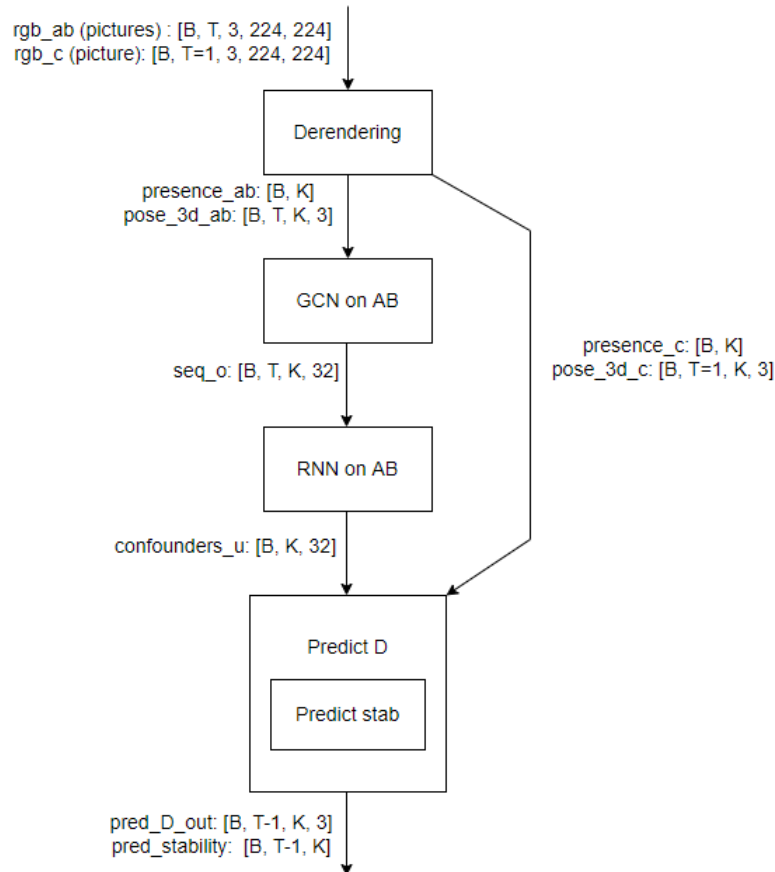 rgb_ab (pictures) : [B, T, 3, 224, 224]
rgb_c (picture): [B, T=1, 3, 224, 224]
Derendering
presence_ab: [B, K]
pose_3d_ab: [B, T, K, 3]
GCN on AB
presence_c: [B, K]
pose_3d_c: [B, T=1, K, 3]
seq_o: [B, T, K, 32]
RNN on AB
confounders_u: [B, K, 32]
Predict D
Predict stab
pred_D_out: [B, T-1, K, 3]
pred_stability: [B, T-1, K]